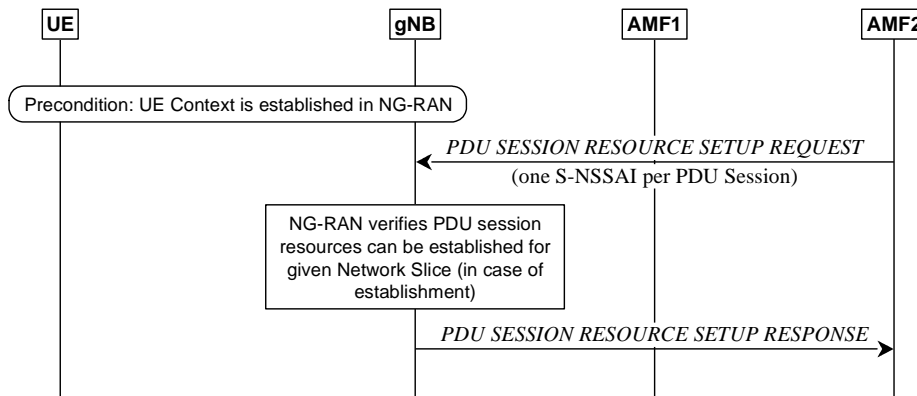 UE gNB AMF1 AMF2
Precondition: UE Context is established in NG-RAN
PDU SESSION RESOURCE SETUP REQUEST
(one S-NSSAI per PDU Session)
NG-RAN verifies PDU session
resources can be established for
given Network Slice (in case of
establishment)
PDU SESSION RESOURCE SETUP RESPONSE